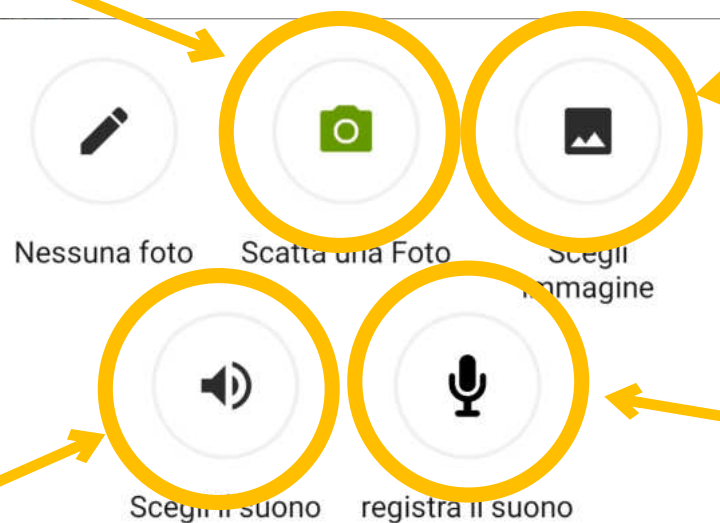 Nessuna foto
Scatta una Foto
Scegli
immagine
Scegli il suono
registra il suono